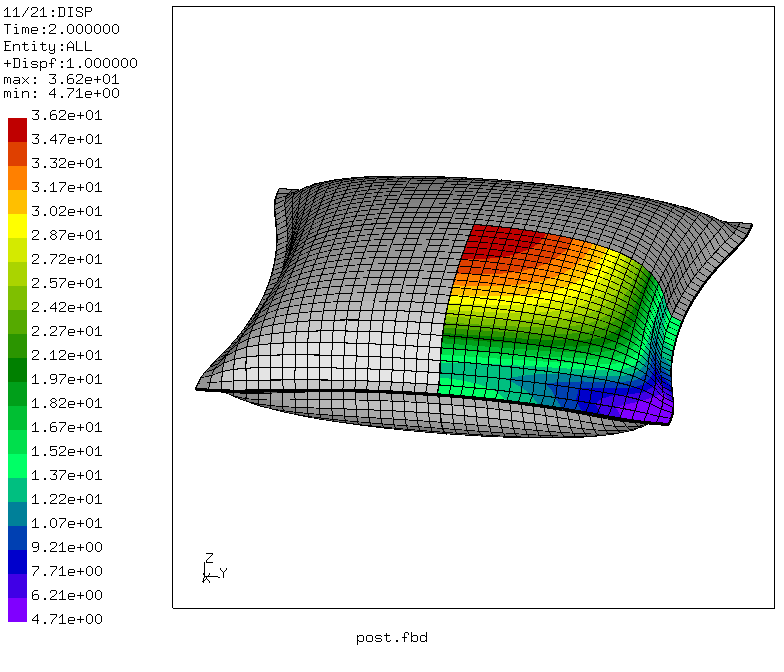 11/21:DISP
Time:2.000000
Entity:ALL
+Dispf:1.000000
max: 3.62e+01
min: 4.71e+00
3.62e+01
3.47e+01
3.32e+01
3.17e+01
3.02e+01
2.87e+01
2.72e+01
2.57e+01
2.42e+01
2.27e+01
2.12e+01
1.97e+01
1.82e+01
1.67e+01
1.52e+01
1.37e+01
1.22e+01
1.07e+01
9.21e+00
7.71e+00
6.21e+00
4.71e+00
Z
Y
X
post.fbd